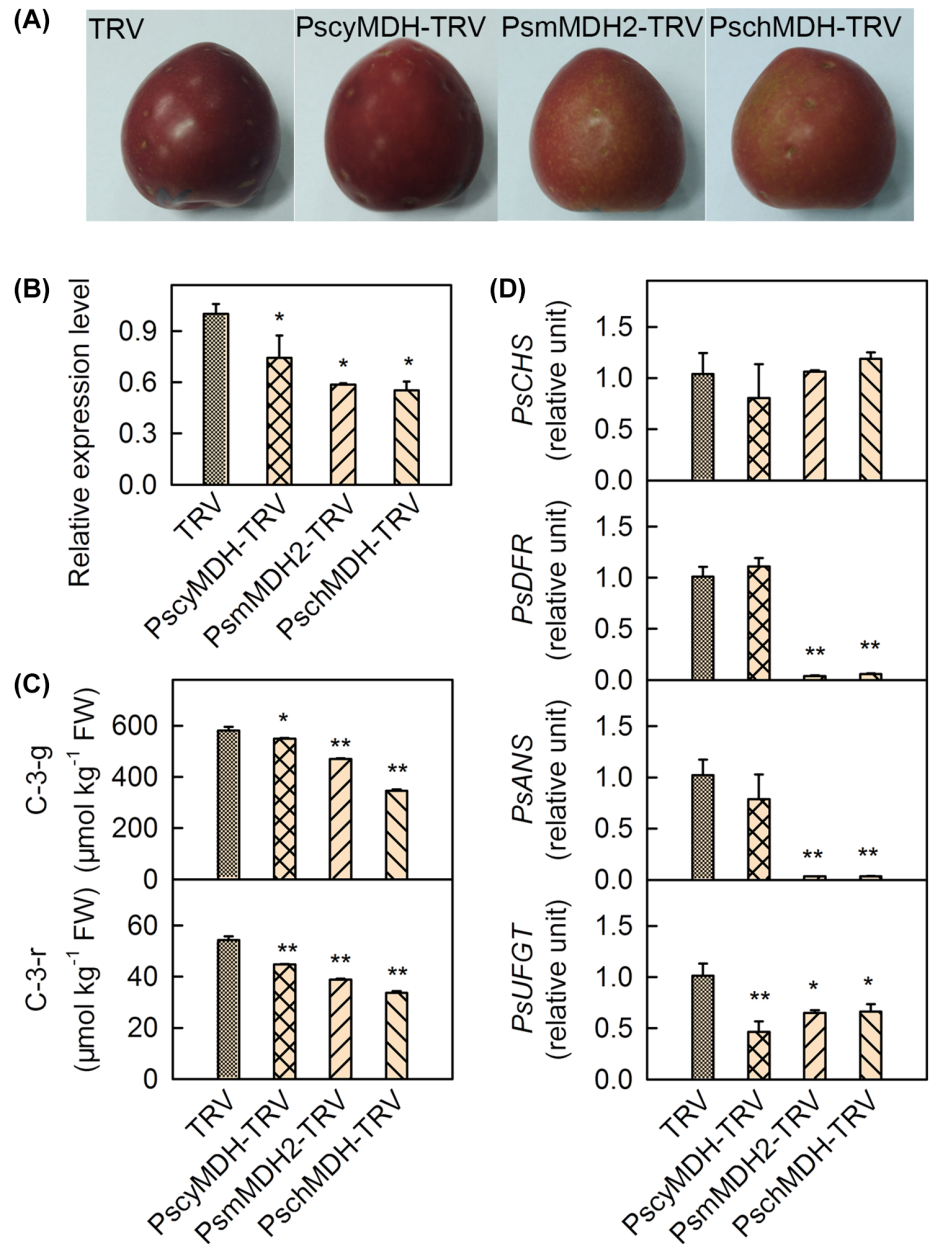 (A)
TRV
PscyMDH-TRV
PsmMDH2-TRV
PschMDH-TRV
(B)
Relative expression level
0.9
0.6
0.3
0.0
*
*
*
TRV
PscyMDH-TRV
PsmMDH2-TRV
PschMDH-TRV
(C)
C-3-g
(µmol kg⁻¹ FW)
600
400
200
0
*
**
**
C-3-r
(µmol kg⁻¹ FW)
60
40
20
0
**
**
**
TRV
PscyMDH-TRV
PsmMDH2-TRV
PschMDH-TRV
(D)
PsCHS
(relative unit)
1.5
1.0
0.5
0.0
PsDFR
(relative unit)
1.5
1.0
0.5
0.0
**
**
PsANS
(relative unit)
1.5
1.0
0.5
0.0
**
**
PsUFGT
(relative unit)
1.5
1.0
0.5
0.0
**
*
*
TRV
PscyMDH-TRV
PsmMDH2-TRV
PschMDH-TRV